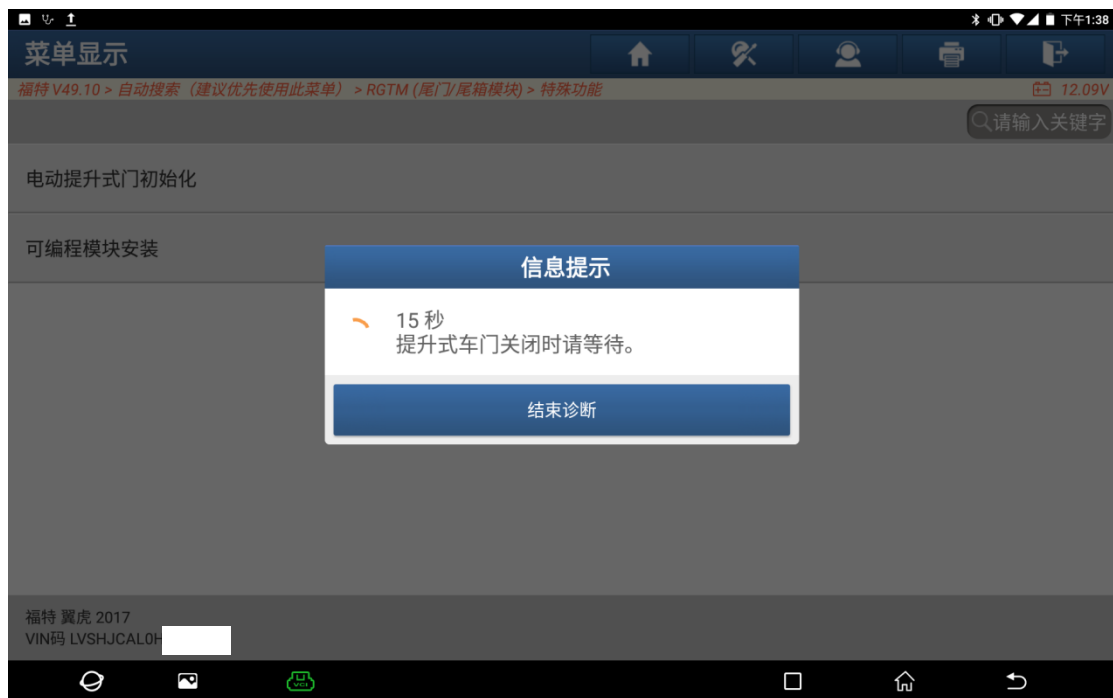 下午1:38
菜单显示
福特 V49.10 > 自动搜索（建议优先使用此菜单）> RGTM (尾门/尾箱模块) > 特殊功能
12.09V
请输入关键字
电动提升式门初始化
可编程模块安装
信息提示
15 秒
提升式车门关闭时请等待。
结束诊断
福特 翼虎 2017
VIN码 LVSHJCAL0H
VCI